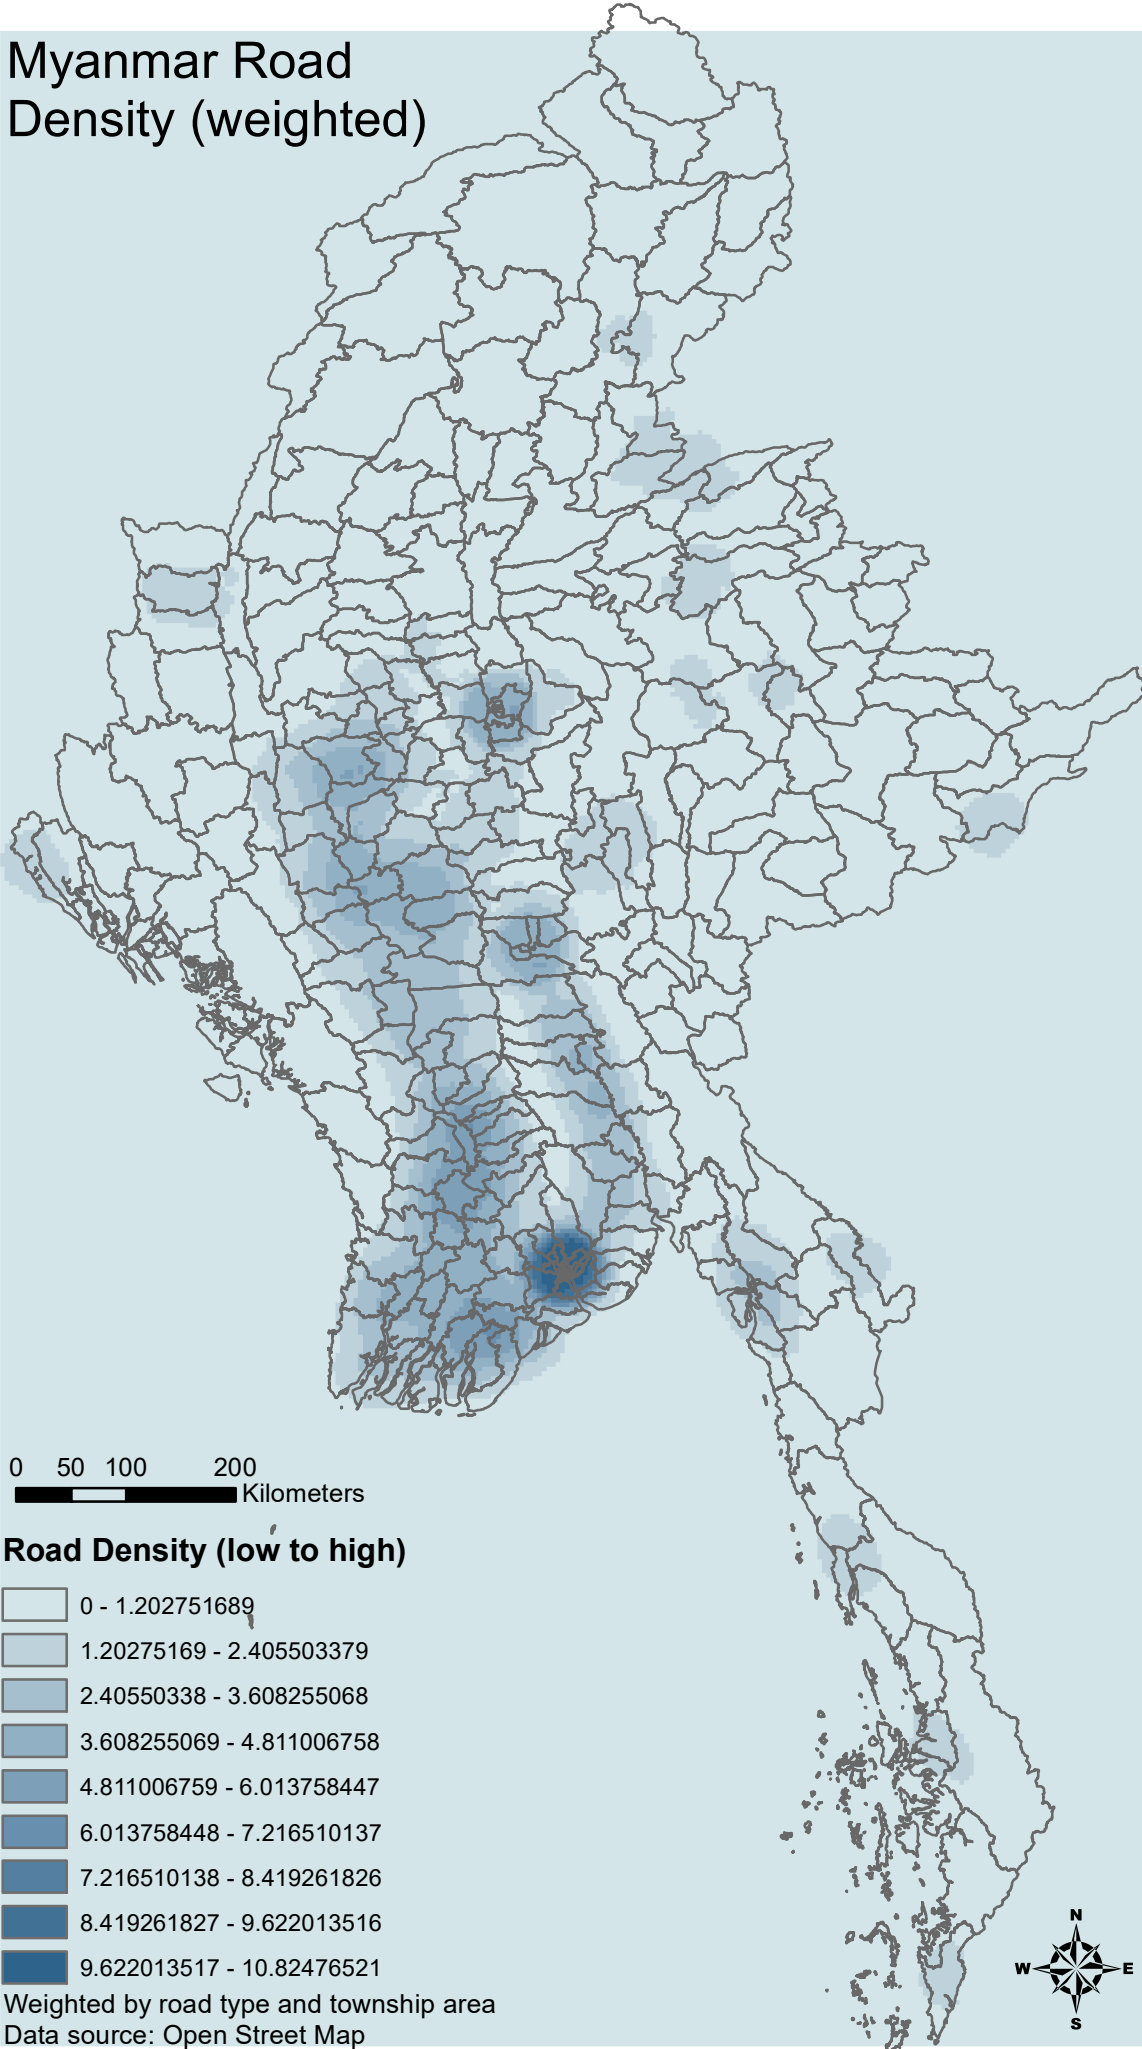 Myanmar Road
Density (weighted)
0 50 100 200
Kilometers
Road Density (low to high)
0 - 1.202751689
1.20275169 - 2.405503379
2.40550338 - 3.608255068
3.608255069 - 4.811006758
4.811006759 - 6.013758447
6.013758448 - 7.216510137
7.216510138 - 8.419261826
8.419261827 - 9.622013516
9.622013517 - 10.82476521
Weighted by road type and township area
Data source: Open Street Map
N
W E
S